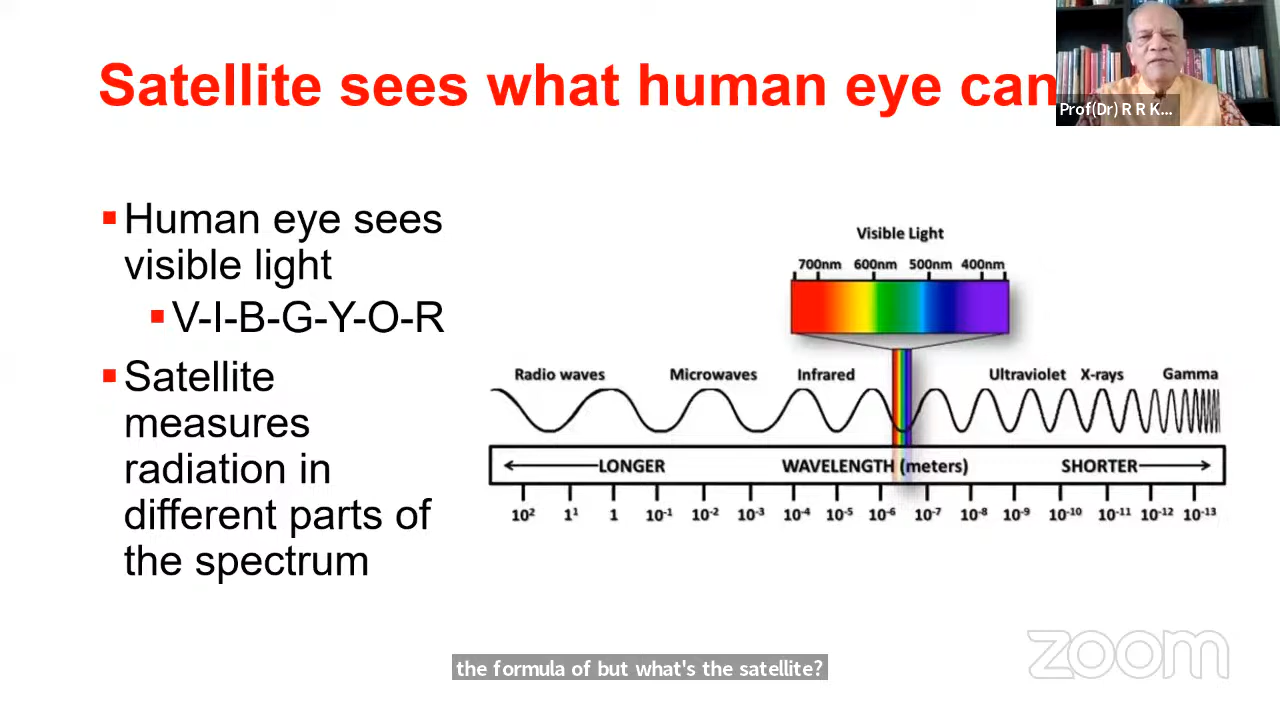 Satellite sees what human eye can
Prof(Dr) R R K...
▪Human eye sees
visible light
▪V-I-B-G-Y-O-R
▪Satellite
measures
radiation in
different parts of
the spectrum
Visible Light
700nm 600nm 500nm 400nm
Radio waves Microwaves Infrared Ultraviolet X-rays Gamma
LONGER WAVELENGTH (meters) SHORTER
10² 1¹ 1 10⁻¹ 10⁻² 10⁻³ 10⁻⁴ 10⁻⁵ 10⁻⁶ 10⁻⁷ 10⁻⁸ 10⁻⁹ 10⁻¹⁰ 10⁻¹¹ 10⁻¹² 10⁻¹³
zoom
the formula of but what's the satellite?